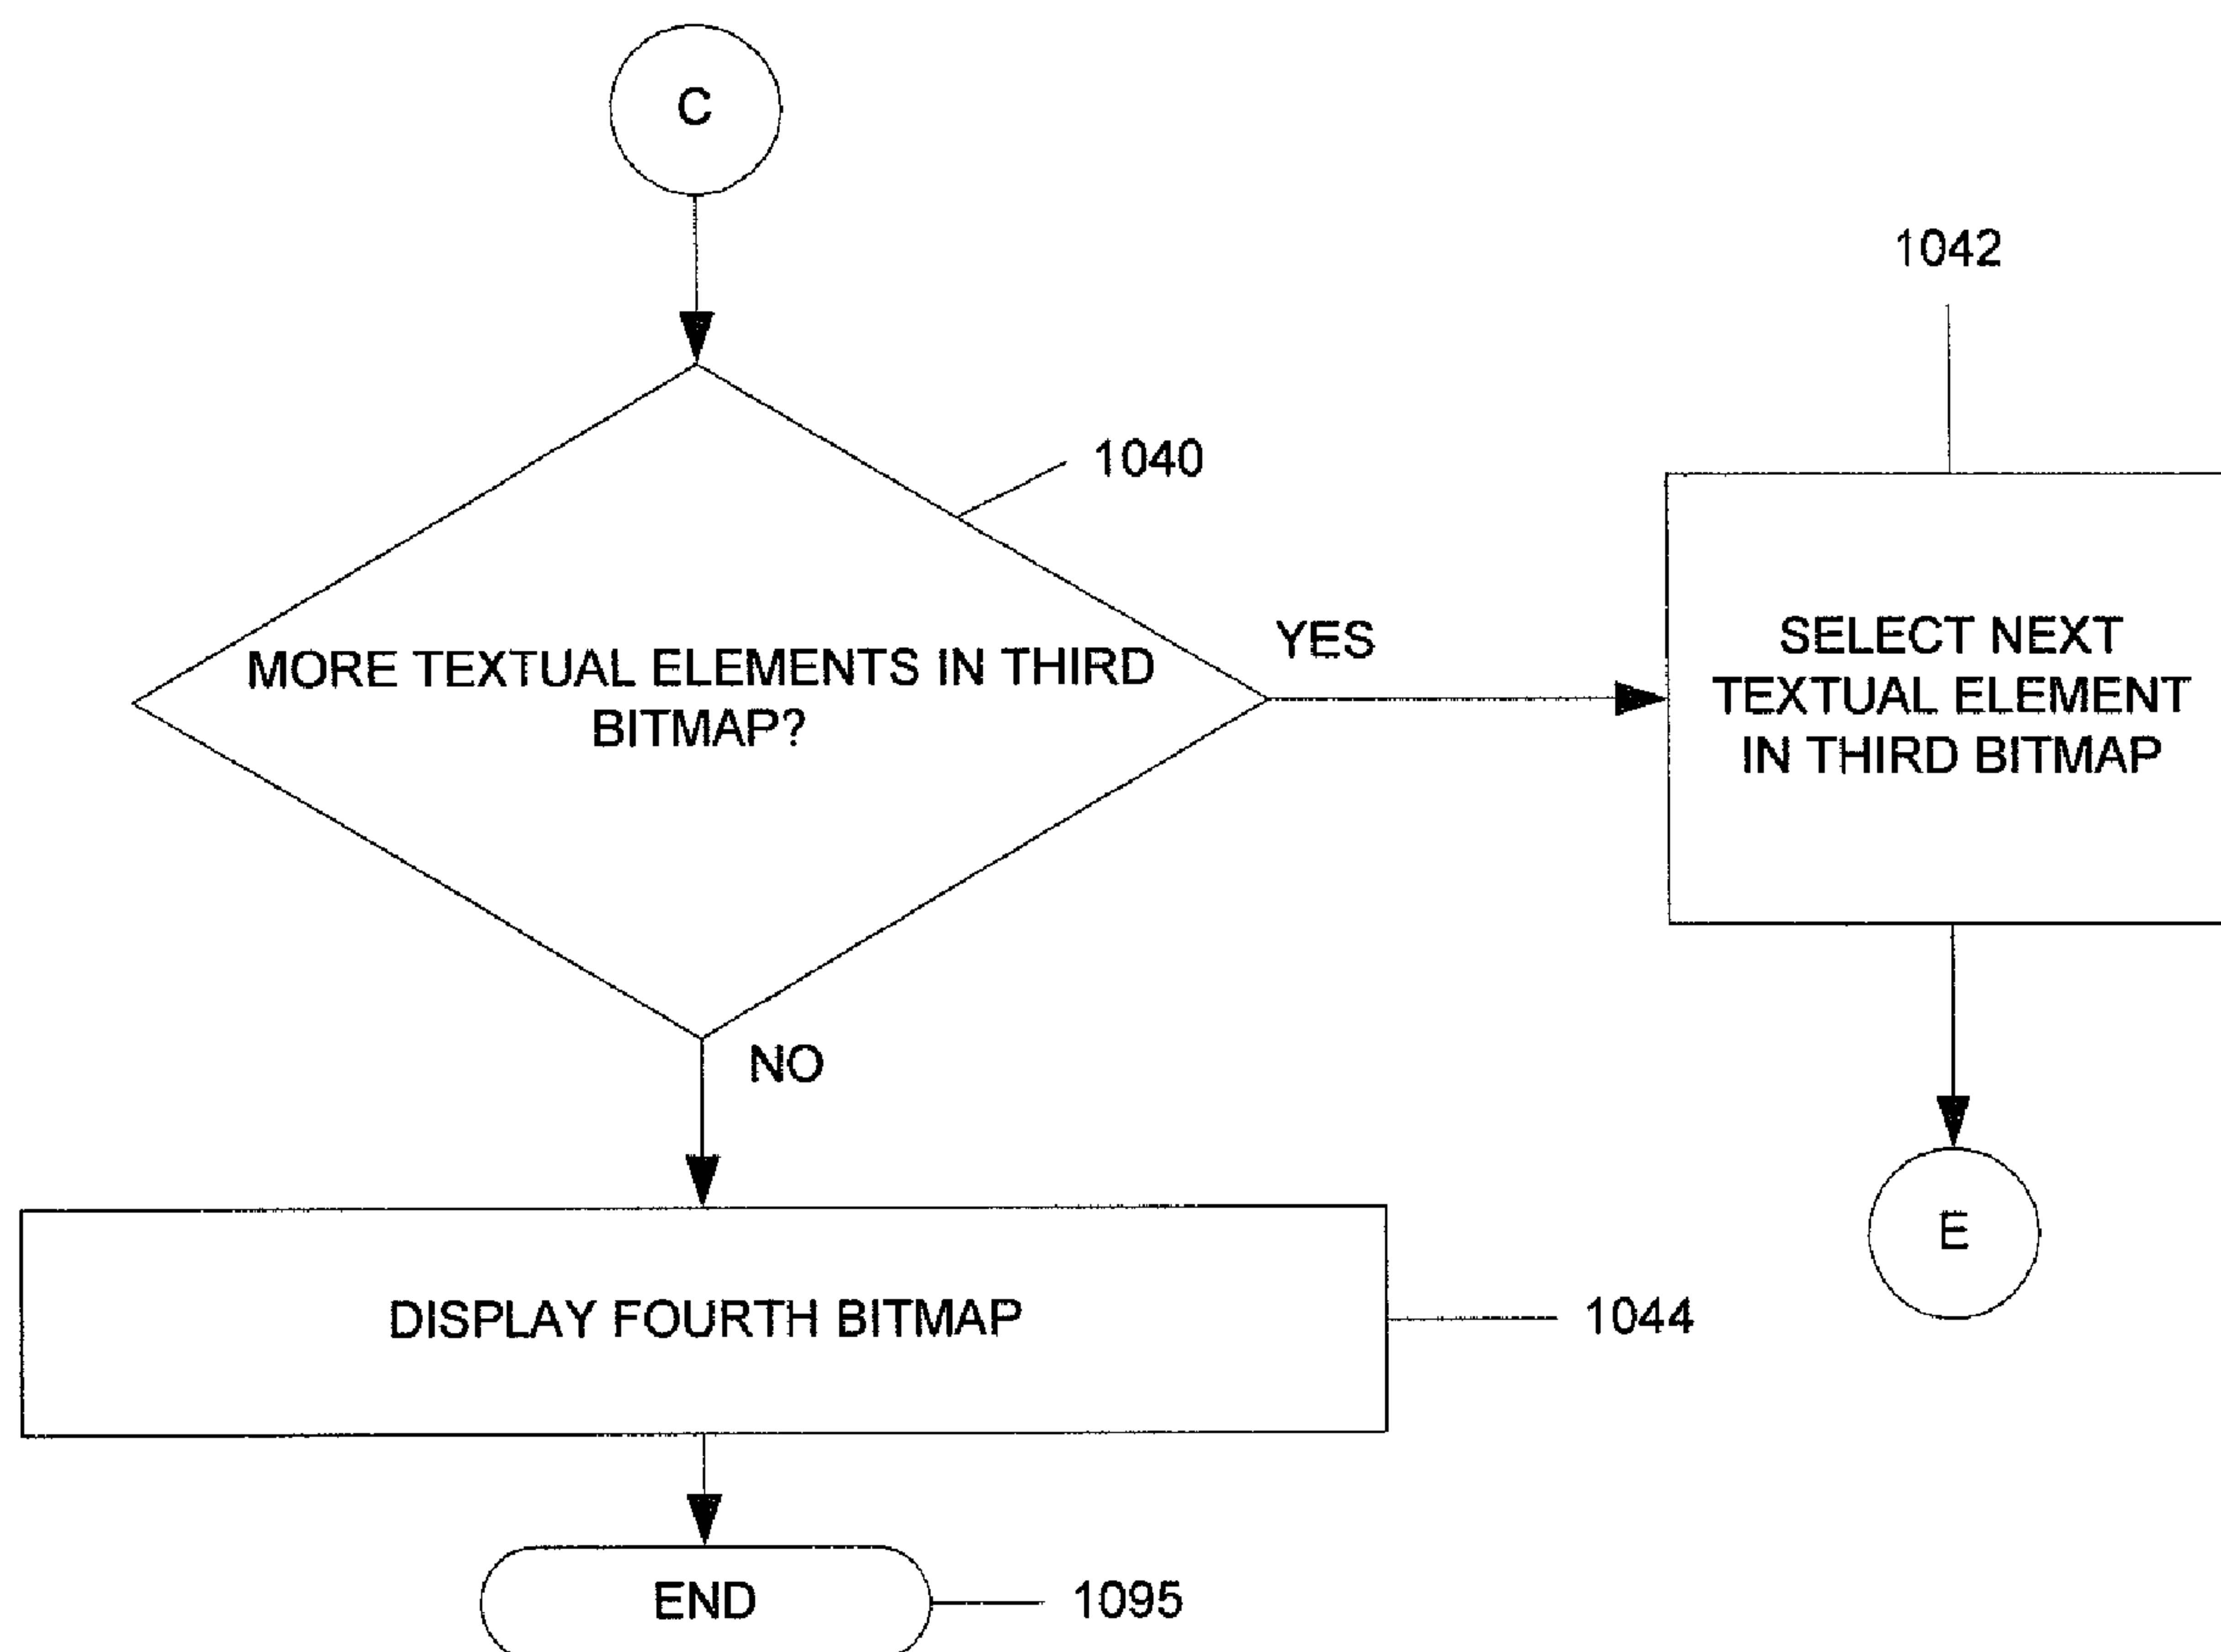 C
1042
1040
YES
MORE TEXTUAL ELEMENTS IN THIRD
BITMAP?
SELECT NEXT
TEXTUAL ELEMENT
IN THIRD BITMAP
NO
E
DISPLAY FOURTH BITMAP
1044
END
1095